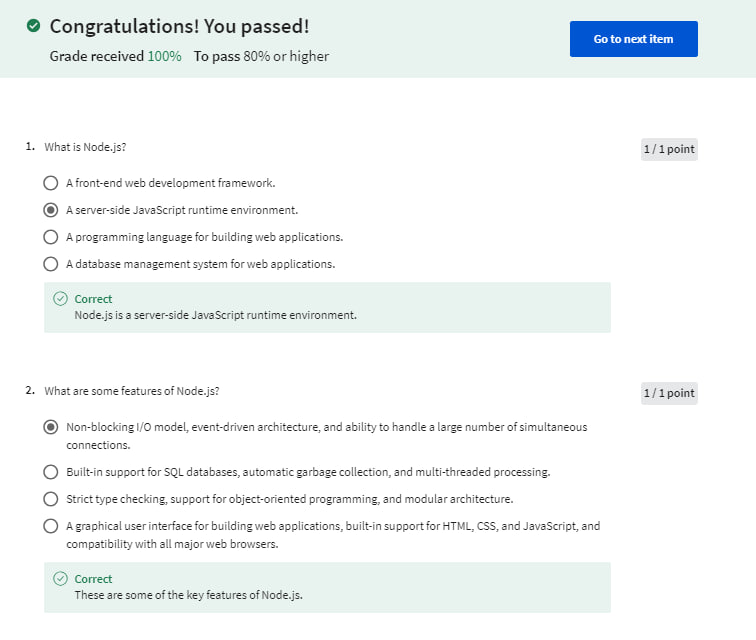 Congratulations! You passed!
Grade received 100% To pass 80% or higher
Go to next item
1. What is Node.js?
1 / 1 point
A front-end web development framework.
A server-side JavaScript runtime environment.
A programming language for building web applications.
A database management system for web applications.
Correct
Node.js is a server-side JavaScript runtime environment.
2. What are some features of Node.js?
1 / 1 point
Non-blocking I/O model, event-driven architecture, and ability to handle a large number of simultaneous
connections.
Built-in support for SQL databases, automatic garbage collection, and multi-threaded processing.
Strict type checking, support for object-oriented programming, and modular architecture.
A graphical user interface for building web applications, built-in support for HTML, CSS, and JavaScript, and
compatibility with all major web browsers.
Correct
These are some of the key features of Node.js.